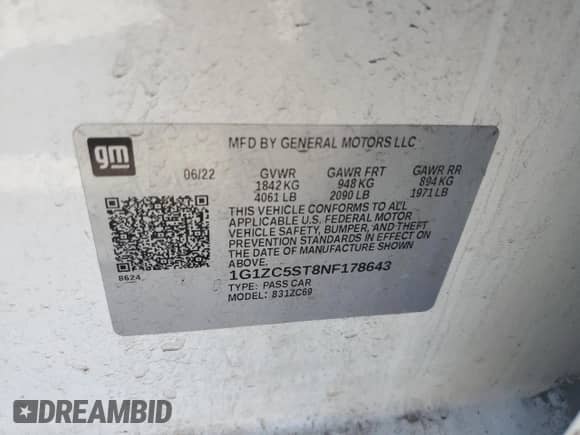 gm
MFD BY GENERAL MOTORS LLC
06/22 GVWR GAWR FRT GAWR RR
1842 KG 948 KG 894 KG
4061 LB 2090 LB 1971 LB
THIS VEHICLE CONFORMS TO ALL
APPLICABLE U.S. FEDERAL MOTOR
VEHICLE SAFETY, BUMPER, AND THEFT
PREVENTION STANDARDS IN EFFECT ON
THE DATE OF MANUFACTURE SHOWN ABOVE.
8624
1G1ZC5ST8NF178643
TYPE: PASS CAR
MODEL: 831ZC69
DREAMBID